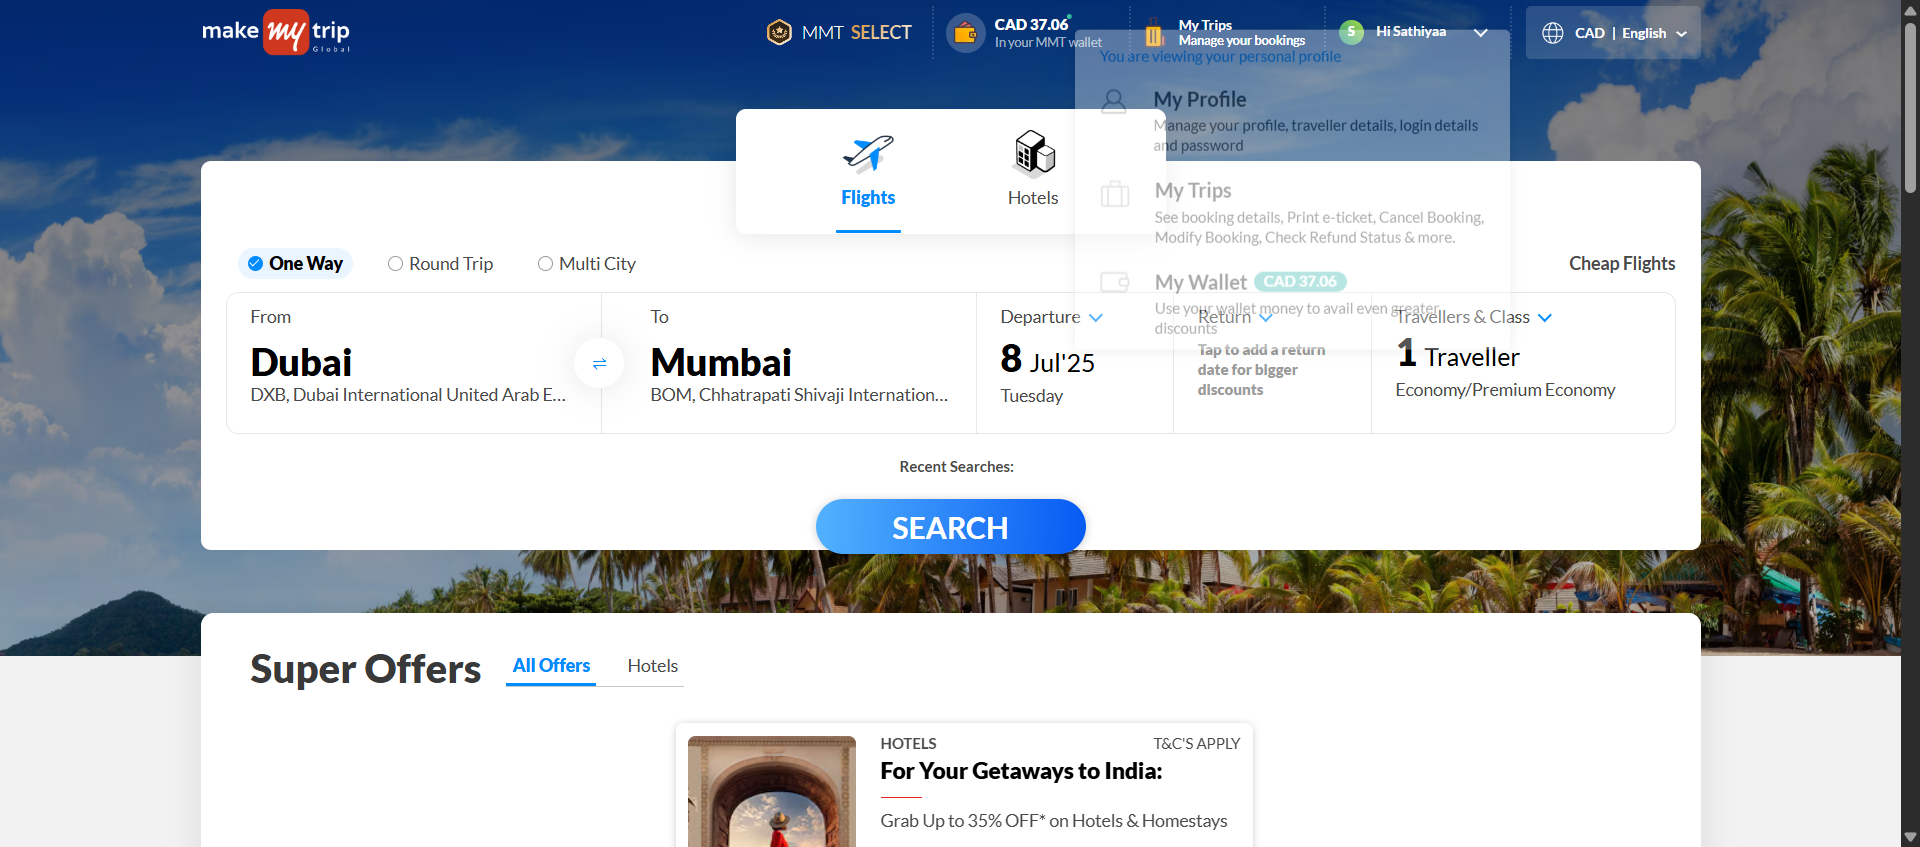 make my trip
Global
MMT SELECT
CAD 37.06
In your MMT wallet
My Trips
Manage your bookings
S
Hi Sathiyaa
CAD | English
You are viewing your personal profile
My Profile
Manage your profile, traveller details, login details
and password
My Trips
See booking details, Print e-ticket, Cancel Booking,
Modify Booking, Check Refund Status & more.
My Wallet CAD 37.06
Use your wallet money to avail even greater
discounts
Flights
Hotels
One Way
Round Trip
Multi City
Cheap Flights
From
Dubai
DXB, Dubai International United Arab E...
To
Mumbai
BOM, Chhatrapati Shivaji Internation...
Departure
8 Jul'25
Tuesday
Return
Tap to add a return
date for bigger
discounts
Travellers & Class
1 Traveller
Economy/Premium Economy
Recent Searches:
SEARCH
Super Offers
All Offers
Hotels
HOTELS
T&C'S APPLY
For Your Getaways to India:
Grab Up to 35% OFF* on Hotels & Homestays